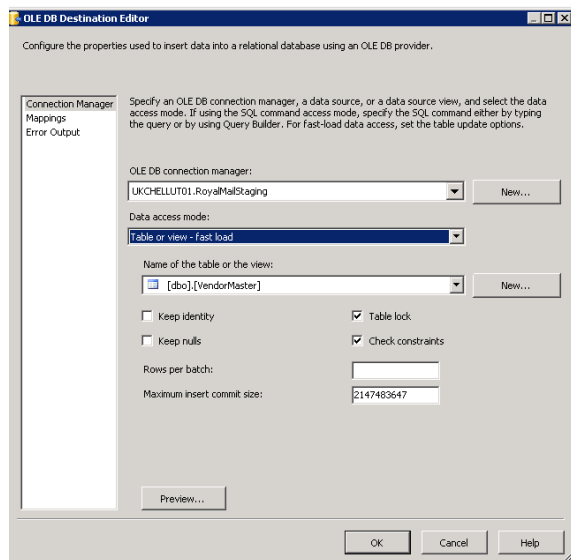 OLE DB Destination Editor
Configure the properties used to insert data into a relational database using an OLE DB provider.
Connection Manager
Mappings
Error Output
Specify an OLE DB connection manager, a data source, or a data source view, and select the data
access mode. If using the SQL command access mode, specify the SQL command either by typing
the query or by using Query Builder. For fast-load data access, set the table update options.
OLE DB connection manager:
UKCHELLUT01.RoyalMailStaging
New...
Data access mode:
Table or view - fast load
Name of the table or the view:
[dbo].[VendorMaster]
New...
Keep identity
Table lock
Keep nulls
Check constraints
Rows per batch:
Maximum insert commit size:
2147483647
Preview...
OK
Cancel
Help